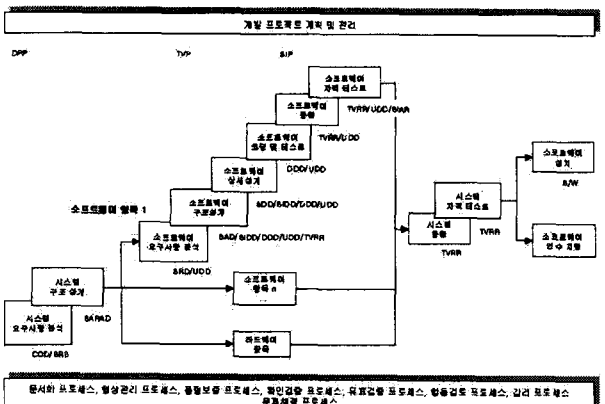 개발 프로젝트 계획 및 관리
DPP
TVP
SIP
소프트웨어
자격 테스트
소프트웨어
통합
TVRR/UDD/SIAR
소프트웨어
코딩 및 테스트
TVRR/UDD
소프트웨어
상세설계
DDD/UDD
소프트웨어
설치
S/W
소프트웨어 항목 1
소프트웨어
구조설계
SDD/SIDD/DDD/UDD
시스템
자격 테스트
소프트웨어
요구사항 분석
SAD/SIDD/DDD/UDD/TVRR
시스템
통합
TVRR
소프트웨어
인수 지원
TVRR
SRD/UDD
시스템
구조 설계
소프트웨어
항목 n
SARAD
시스템
요구사항 분석
하드웨어
항목
COD/SRS
문서화 프로세스, 형상관리 프로세스, 품질보증 프로세스, 확인검증 프로세스, 유효검증 프로세스, 합동검토 프로세스, 감리 프로세스
문제해결 프로세스